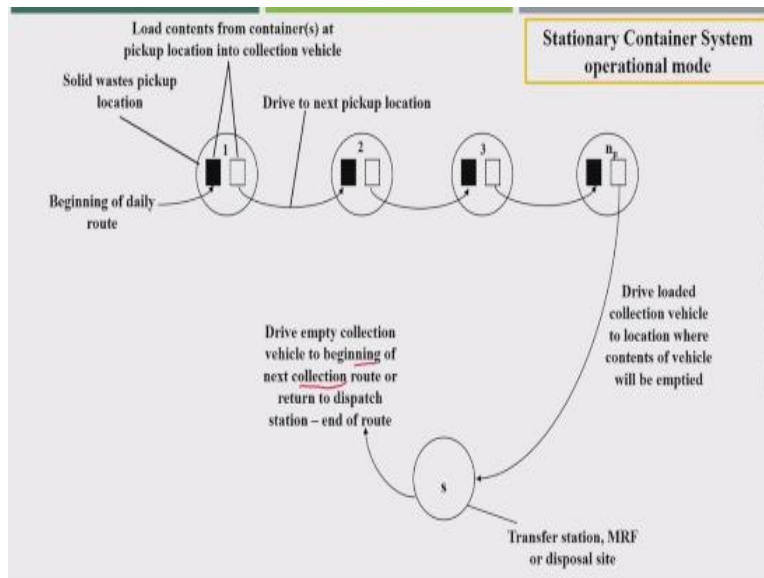 Load contents from container(s) at
pickup location into collection vehicle
Stationary Container System
operational mode
Solid wastes pickup
location
Drive to next pickup location
1
2
3
np
Beginning of daily
route
Drive loaded
collection vehicle
to location where
contents of vehicle
will be emptied
Drive empty collection
vehicle to beginning of
next collection route or
return to dispatch
station – end of route
s
Transfer station, MRF
or disposal site